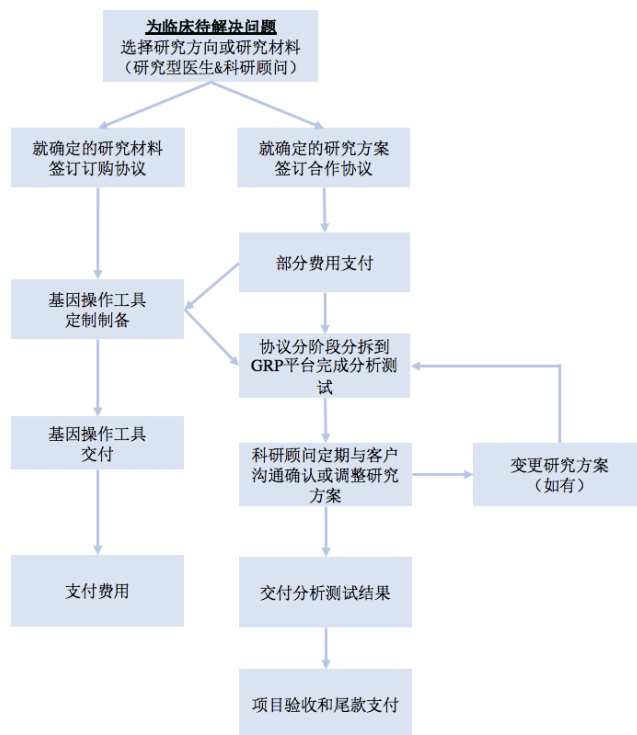 为临床待解决问题
选择研究方向或研究材料
（研究型医生&科研顾问）
就确定的研究材料
签订订购协议
就确定的研究方案
签订合作协议
部分费用支付
基因操作工具
定制制备
协议分阶段分拆到
GRP平台完成分析测
试
基因操作工具
交付
科研顾问定期与客户
沟通确认或调整研究
方案
变更研究方案
（如有）
支付费用
交付分析测试结果
项目验收和尾款支付